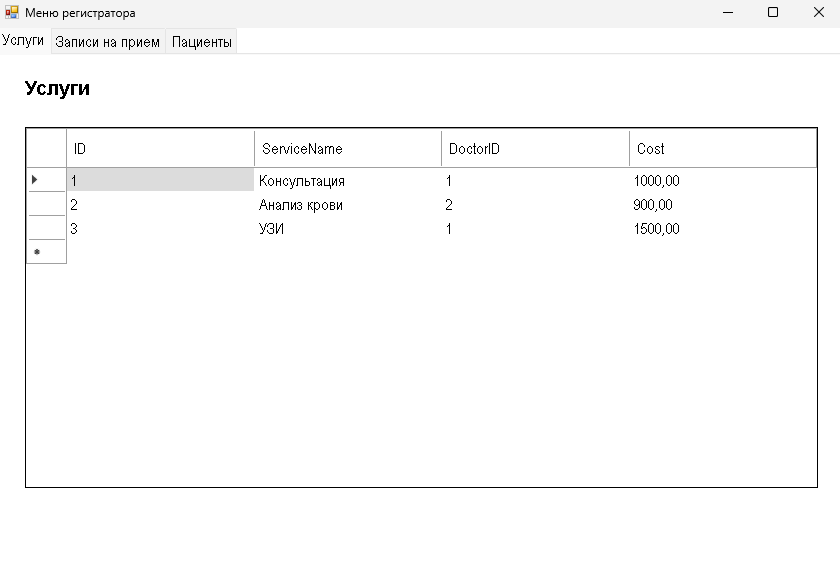 Меню регистратора
Услуги Записи на прием Пациенты
Услуги
ID ServiceName DoctorID Cost
1 Консультация 1 1000,00
2 Анализ крови 2 900,00
3 УЗИ 1 1500,00